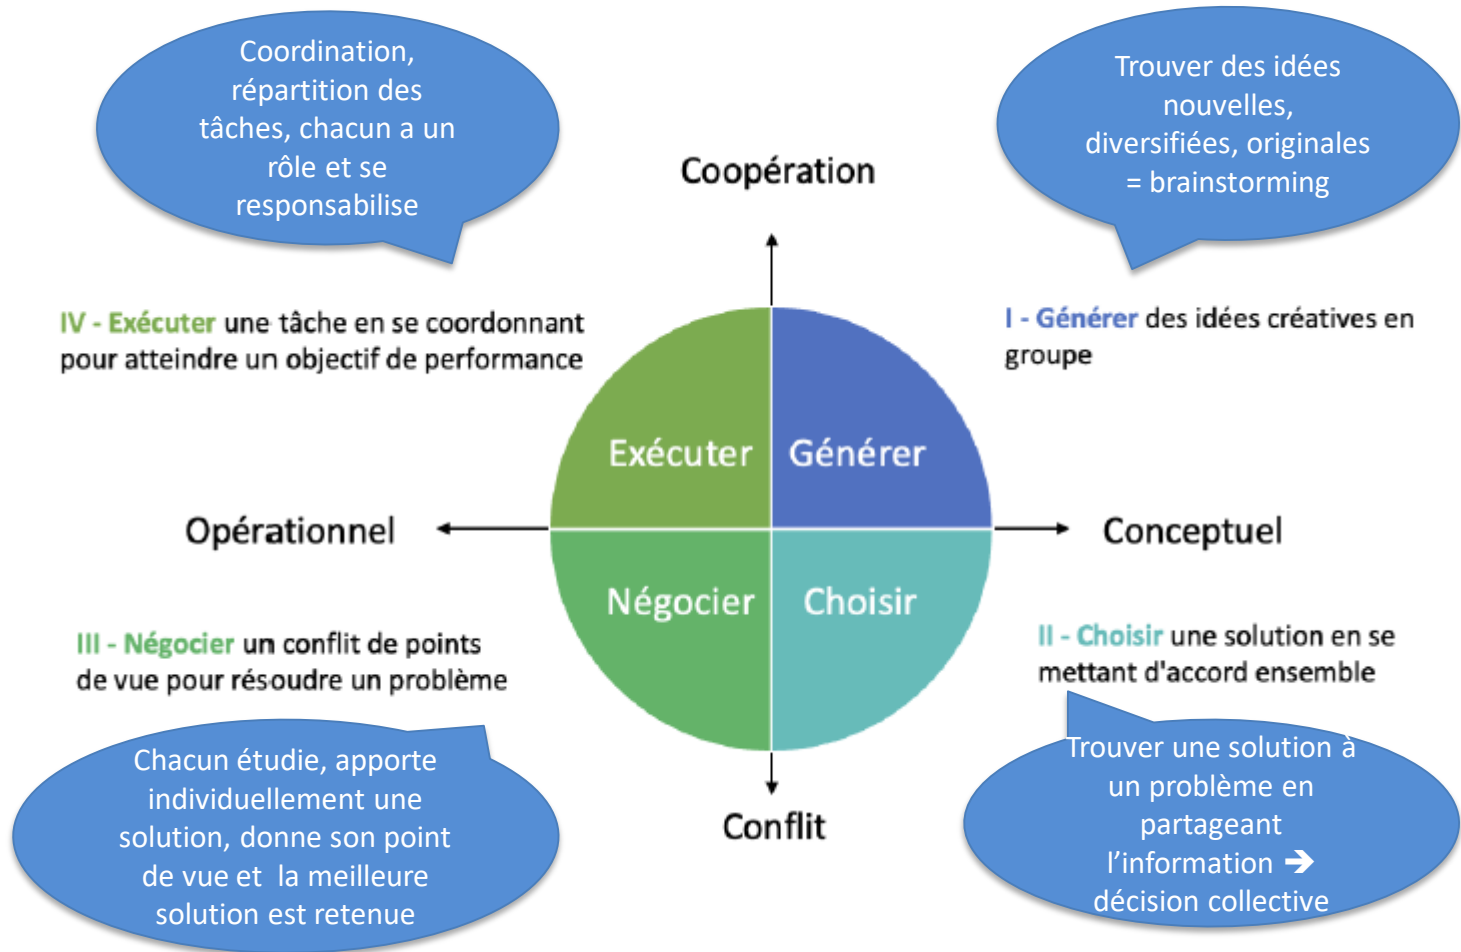 Coordination,
répartition des
tâches, chacun a un
rôle et se
responsabilise
Trouver des idées
nouvelles,
diversifiées, originales
= brainstorming
Coopération
IV - Exécuter une tâche en se coordonnant
pour atteindre un objectif de performance
I - Générer des idées créatives en
groupe
Exécuter
Générer
Opérationnel
Conceptuel
Négocier
Choisir
III - Négocier un conflit de points
de vue pour résoudre un problème
II - Choisir une solution en se
mettant d'accord ensemble
Chacun étudie, apporte
individuellement une
solution, donne son point
de vue et  la meilleure
solution est retenue
Conflit
Trouver une solution à
un problème en
partageant
l’information ➔
décision collective